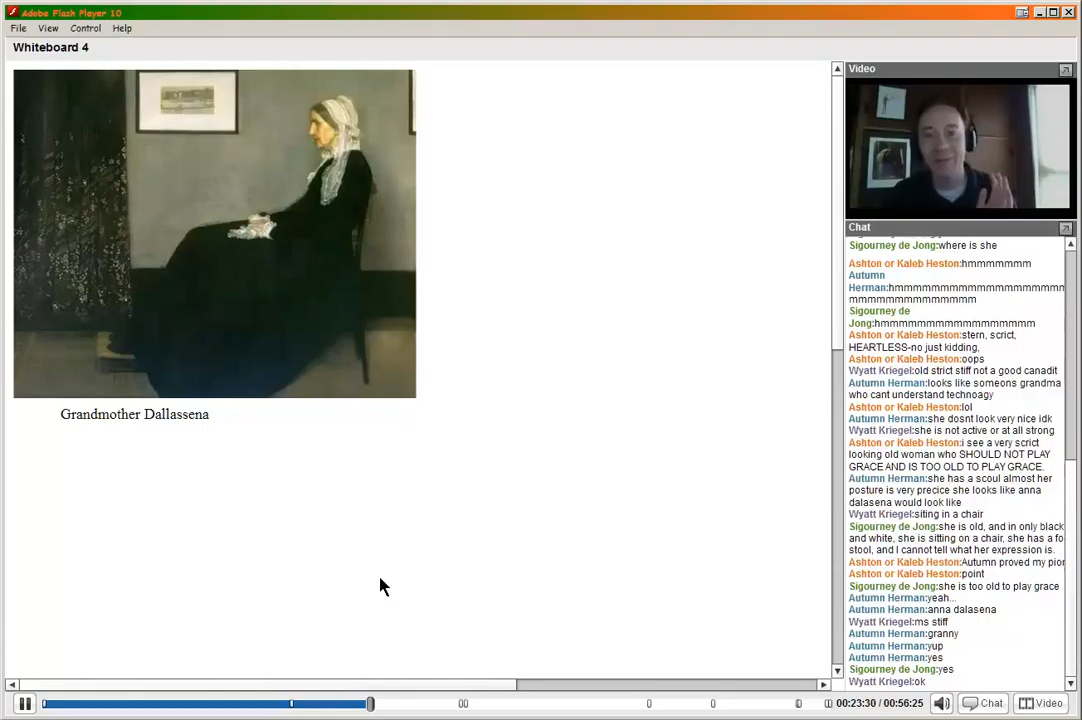 Adobe Flash Player 10
File View Control Help
Whiteboard 4
Grandmother Dallassena
Video
Chat
Sigourney de Jong:where is she
Ashton or Kaleb Heston:hmmmmmmm
Autumn
Herman:hmmmmmmmmmmmmmmmmmmmm
mmmmmmmmmmmmmm
Sigourney de
Jong:hmmmmmmmmmmmmmmmmmm
Ashton or Kaleb Heston:stern, scrict,
HEARTLESS-no just kidding,
Ashton or Kaleb Heston:oops
Wyatt Kriegel:old strict stiff not a good canadit
Autumn Herman:looks like someons grandma
who cant understand technoagy
Ashton or Kaleb Heston:lol
Autumn Herman:she dosnt look very nice idk
Wyatt Kriegel:she is not active or at all strong
Ashton or Kaleb Heston:i see a very scrict
looking old woman who SHOULD NOT PLAY
GRACE AND IS TOO OLD TO PLAY GRACE.
Autumn Herman:she has a scoul almost her
posture is very precice she looks like anna
dalasena would look like
Wyatt Kriegel:siting in a chair
Sigourney de Jong:she is old, and in only black
and white, she is sitting on a chair, she has a fo
stool, and I cannot tell what her expression is.
Ashton or Kaleb Heston:Autumn proved my pion
Ashton or Kaleb Heston:point
Sigourney de Jong:she is too old to play grace
Autumn Herman:yeah...
Autumn Herman:anna dalasena
Wyatt Kriegel:ms stiff
Autumn Herman:granny
Autumn Herman:yup
Autumn Herman:yes
Sigourney de Jong:yes
Wyatt Kriegel:ok
00:23:30 / 00:56:25 Chat Video